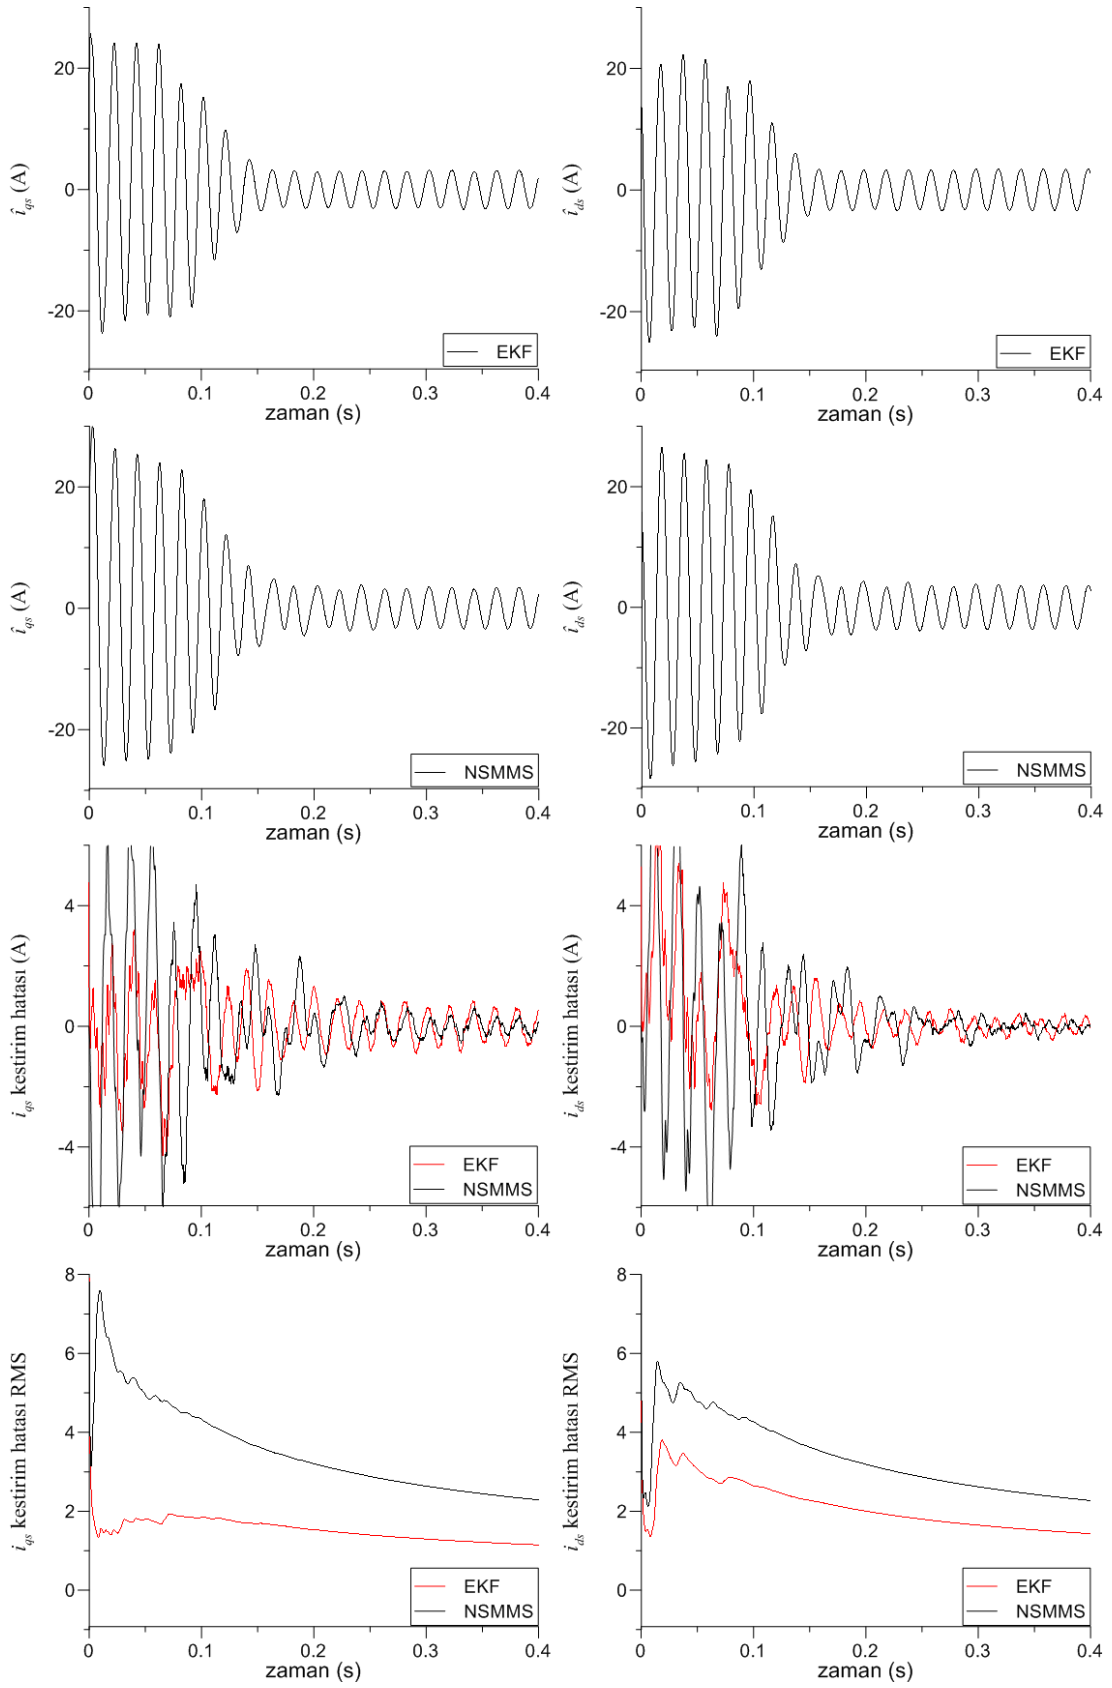 20
0
-20
î_qs (A)
EKF
0
0.1
0.2
0.3
0.4
zaman (s)
20
0
-20
î_ds (A)
EKF
0
0.1
0.2
0.3
0.4
zaman (s)
20
0
-20
î_qs (A)
NSMMS
0
0.1
0.2
0.3
0.4
zaman (s)
20
0
-20
î_ds (A)
NSMMS
0
0.1
0.2
0.3
0.4
zaman (s)
4
0
-4
i_qs kestirim hatası (A)
EKF
NSMMS
0
0.1
0.2
0.3
0.4
zaman (s)
4
0
-4
i_ds kestirim hatası (A)
EKF
NSMMS
0
0.1
0.2
0.3
0.4
zaman (s)
8
6
4
2
0
i_qs kestirim hatası RMS
EKF
NSMMS
0
0.1
0.2
0.3
0.4
zaman (s)
8
6
4
2
0
i_ds kestirim hatası RMS
EKF
NSMMS
0
0.1
0.2
0.3
0.4
zaman (s)